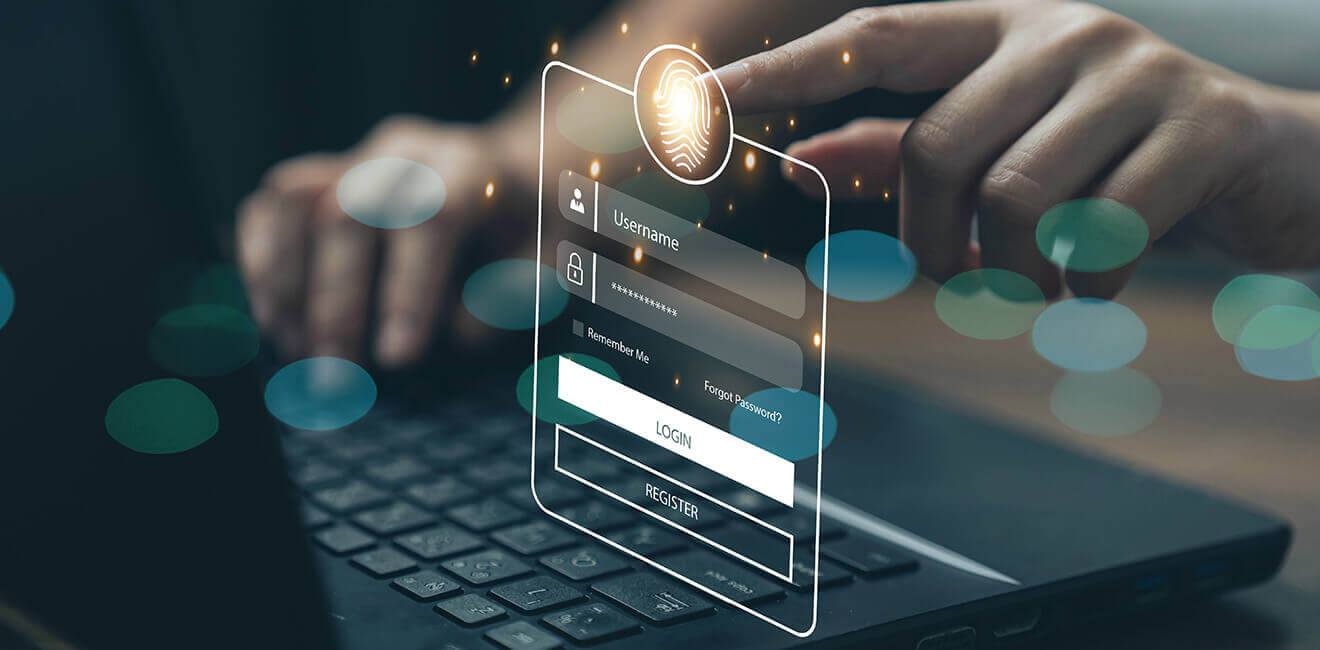 Username
************
Remember Me
Forgot Password?
LOGIN
REGISTER